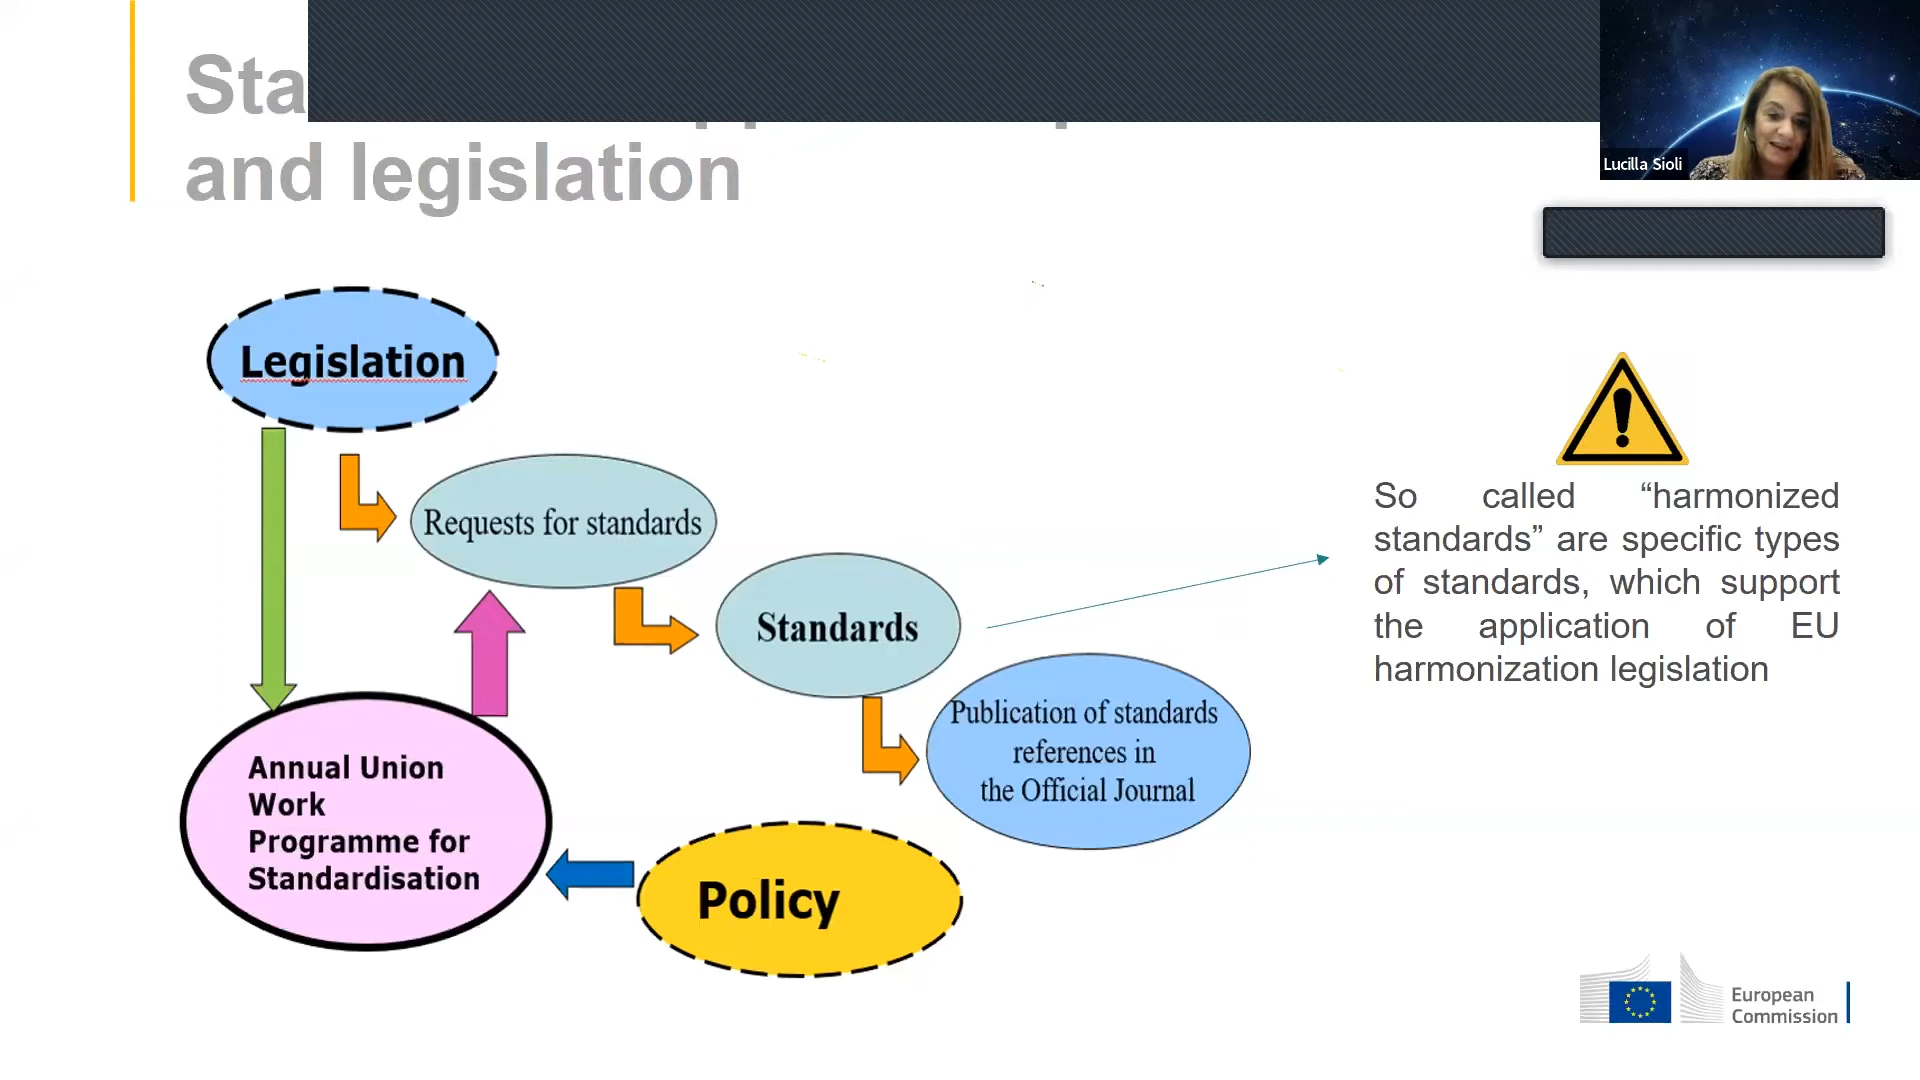 Sta
and legislation
Lucilla Sioli
Legislation
Requests for standards
Standards
Publication of standards
references in
the Official Journal
Annual Union
Work
Programme for
Standardisation
Policy
So called “harmonized
standards” are specific types
of standards, which support
the application of EU
harmonization legislation
European
Commission